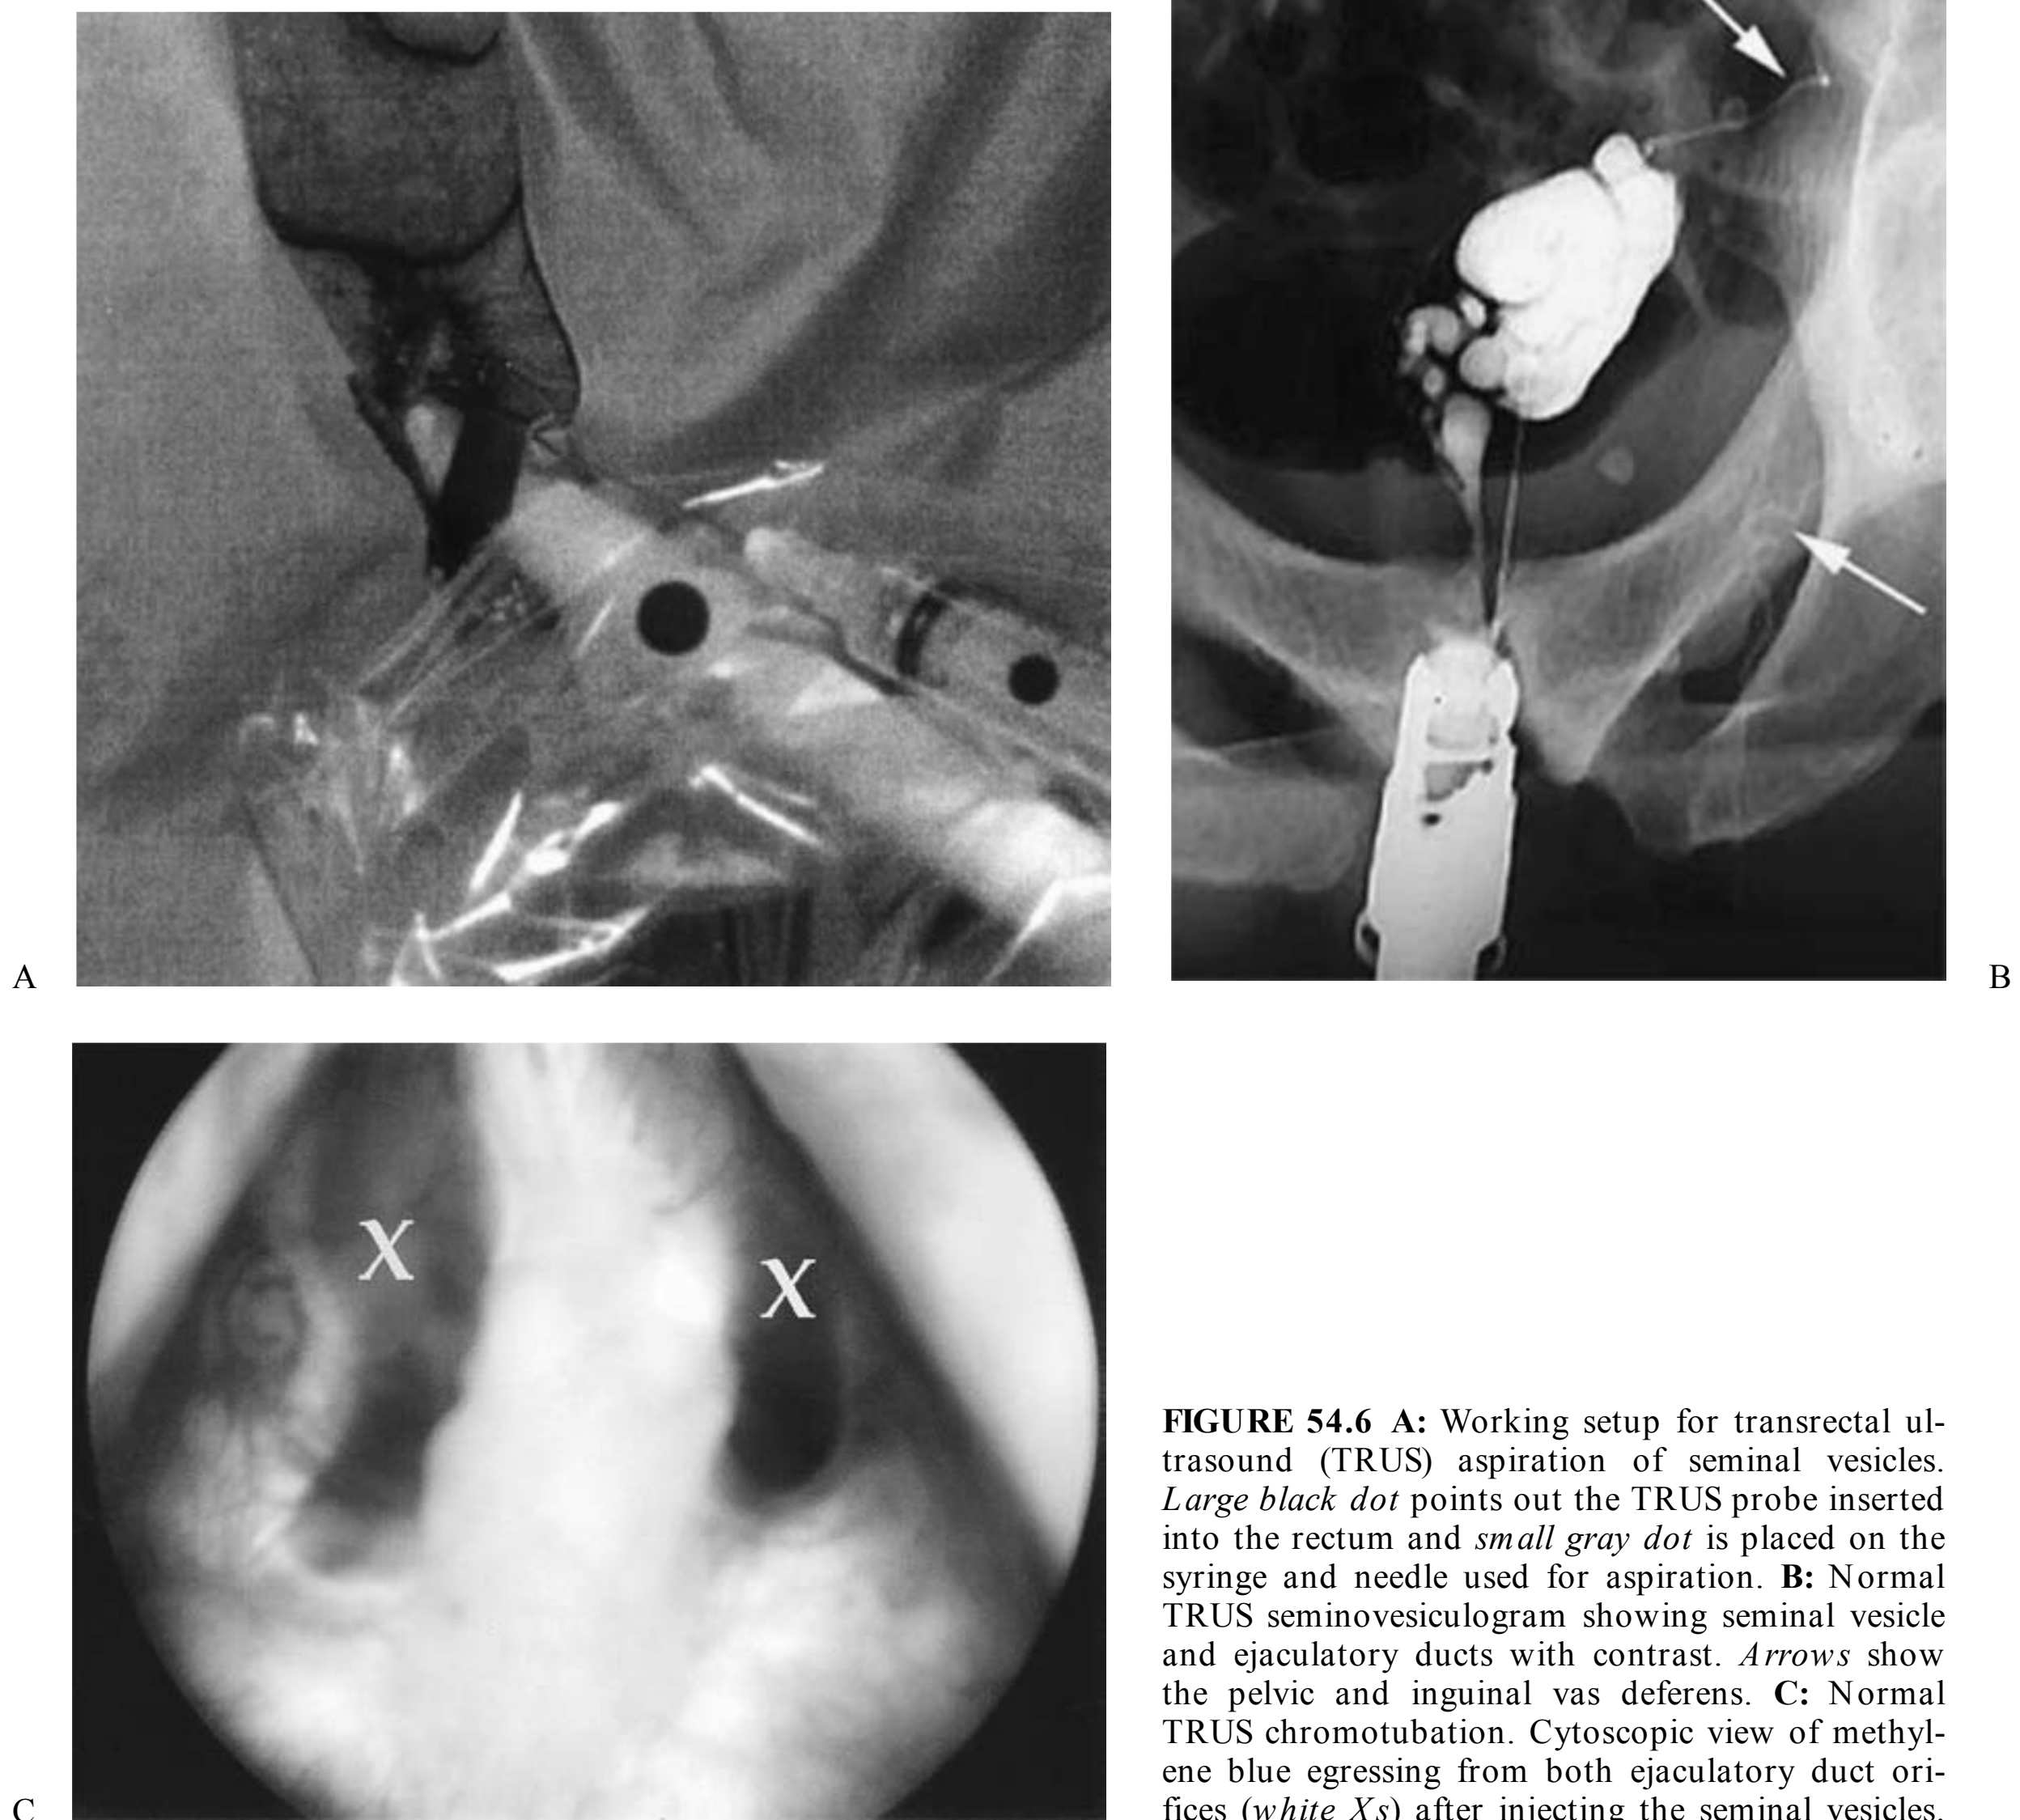 A
B
X
X
C
FIGURE 54.6 A: Working setup for transrectal ul-
trasound (TRUS) aspiration of seminal vesicles.
Large black dot points out the TRUS probe inserted
into the rectum and small gray dot is placed on the
syringe and needle used for aspiration. B: Normal
TRUS seminovesiculogram showing seminal vesicle
and ejaculatory ducts with contrast. Arrows show
the pelvic and inguinal vas deferens. C: Normal
TRUS chromotubation. Cytoscopic view of methyl-
ene blue egressing from both ejaculatory duct ori-
fices (white Xs) after injecting the seminal vesicles.